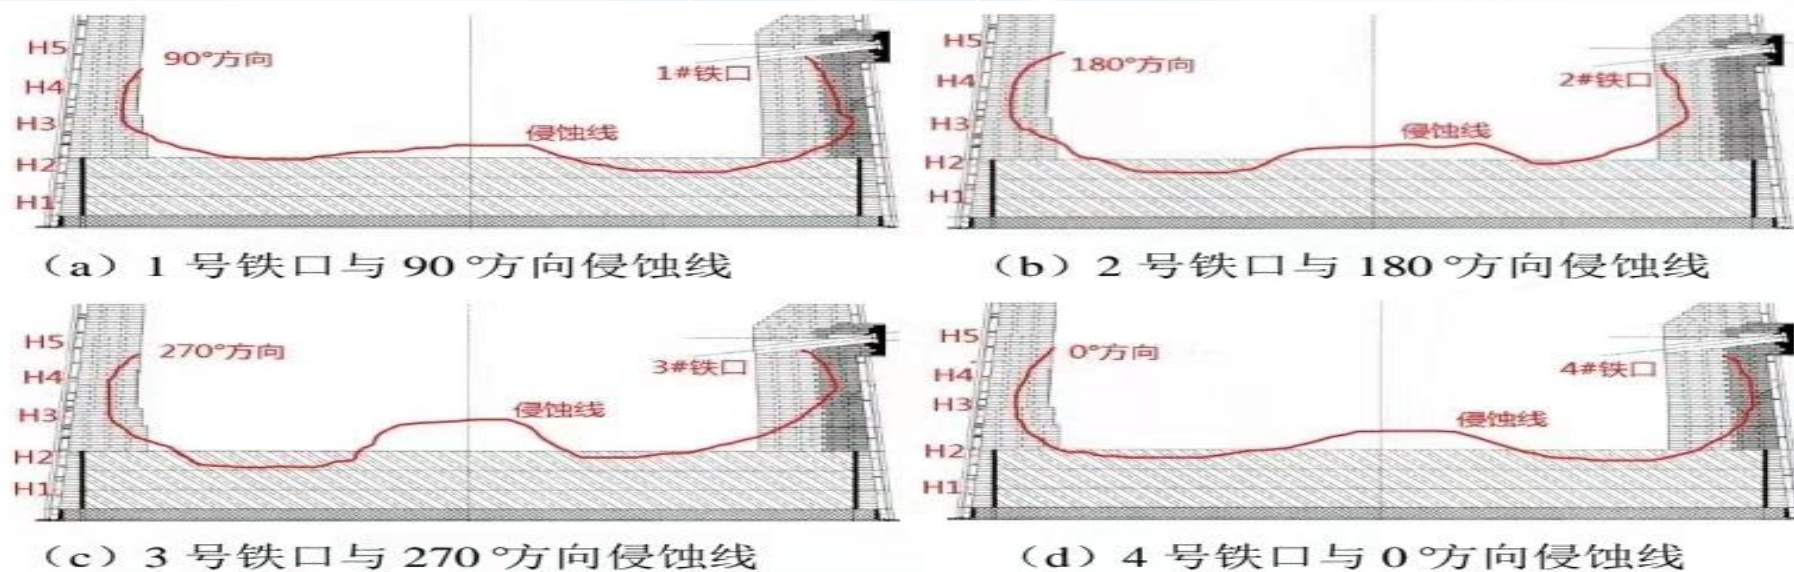 H5
90°方向
1#铁口
H4
H3
侵蚀线
H2
H1
（a）1 号铁口与 90 °方向侵蚀线
H5
180°方向
2#铁口
H4
H3
侵蚀线
H2
H1
（b）2 号铁口与 180 °方向侵蚀线
H5
270°方向
3#铁口
H4
H3
侵蚀线
H2
H1
（c）3 号铁口与 270 °方向侵蚀线
H5
0°方向
4#铁口
H4
H3
侵蚀线
H2
H1
（d）4 号铁口与 0 °方向侵蚀线